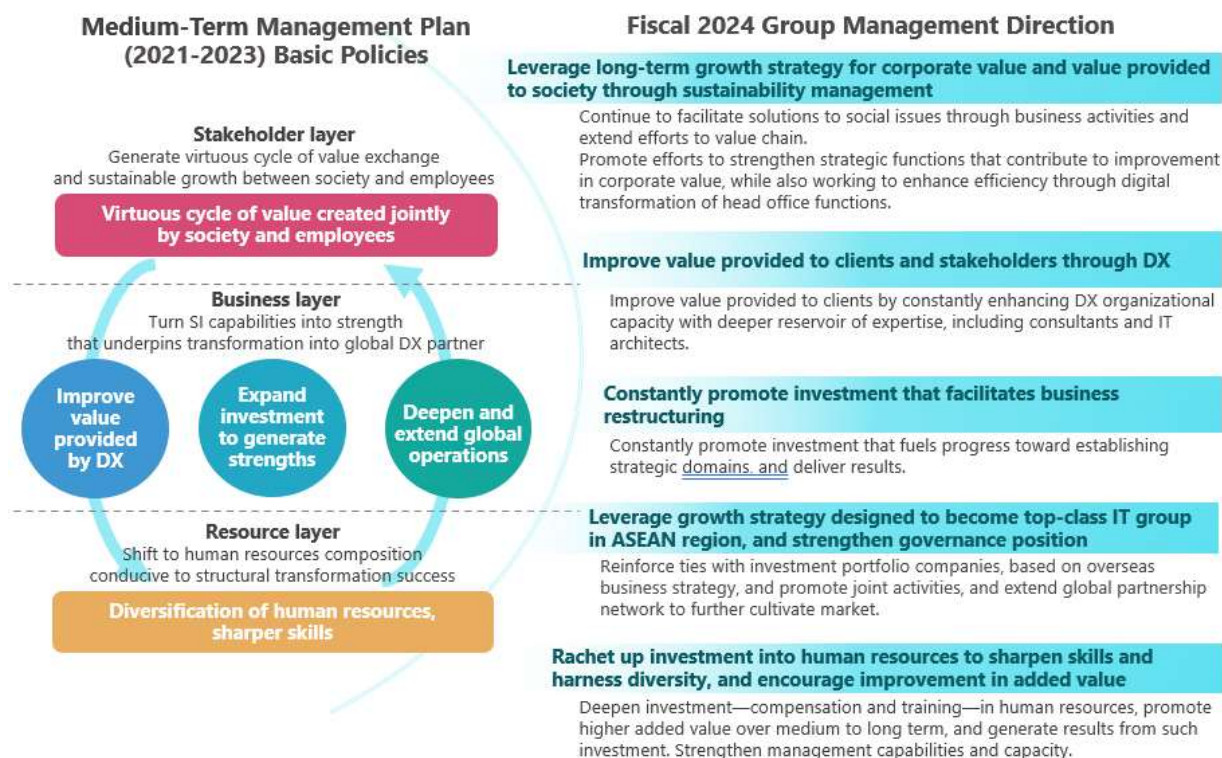 Medium-Term Management Plan
(2021-2023) Basic Policies
Stakeholder layer
Generate virtuous cycle of value exchange
and sustainable growth between society and employees
Virtuous cycle of value created jointly
by society and employees
Business layer
Turn SI capabilities into strength
that underpins transformation into global DX partner
Improve
value
provided
by DX
Expand
investment
to generate
strengths
Deepen and
extend global
operations
Resource layer
Shift to human resources composition
conducive to structural transformation success
Diversification of human resources,
sharper skills
Fiscal 2024 Group Management Direction
Leverage long-term growth strategy for corporate value and value provided
to society through sustainability management
Continue to facilitate solutions to social issues through business activities and
extend efforts to value chain.
Promote efforts to strengthen strategic functions that contribute to improvement
in corporate value, while also working to enhance efficiency through digital
transformation of head office functions.
Improve value provided to clients and stakeholders through DX
Improve value provided to clients by constantly enhancing DX organizational
capacity with deeper reservoir of expertise, including consultants and IT
architects.
Constantly promote investment that facilitates business
restructuring
Constantly promote investment that fuels progress toward establishing
strategic domains, and deliver results.
Leverage growth strategy designed to become top-class IT group
in ASEAN region, and strengthen governance position
Reinforce ties with investment portfolio companies, based on overseas
business strategy, and promote joint activities, and extend global partnership
network to further cultivate market.
Rachet up investment into human resources to sharpen skills and
harness diversity, and encourage improvement in added value
Deepen investment—compensation and training—in human resources, promote
higher added value over medium to long term, and generate results from such
investment. Strengthen management capabilities and capacity.